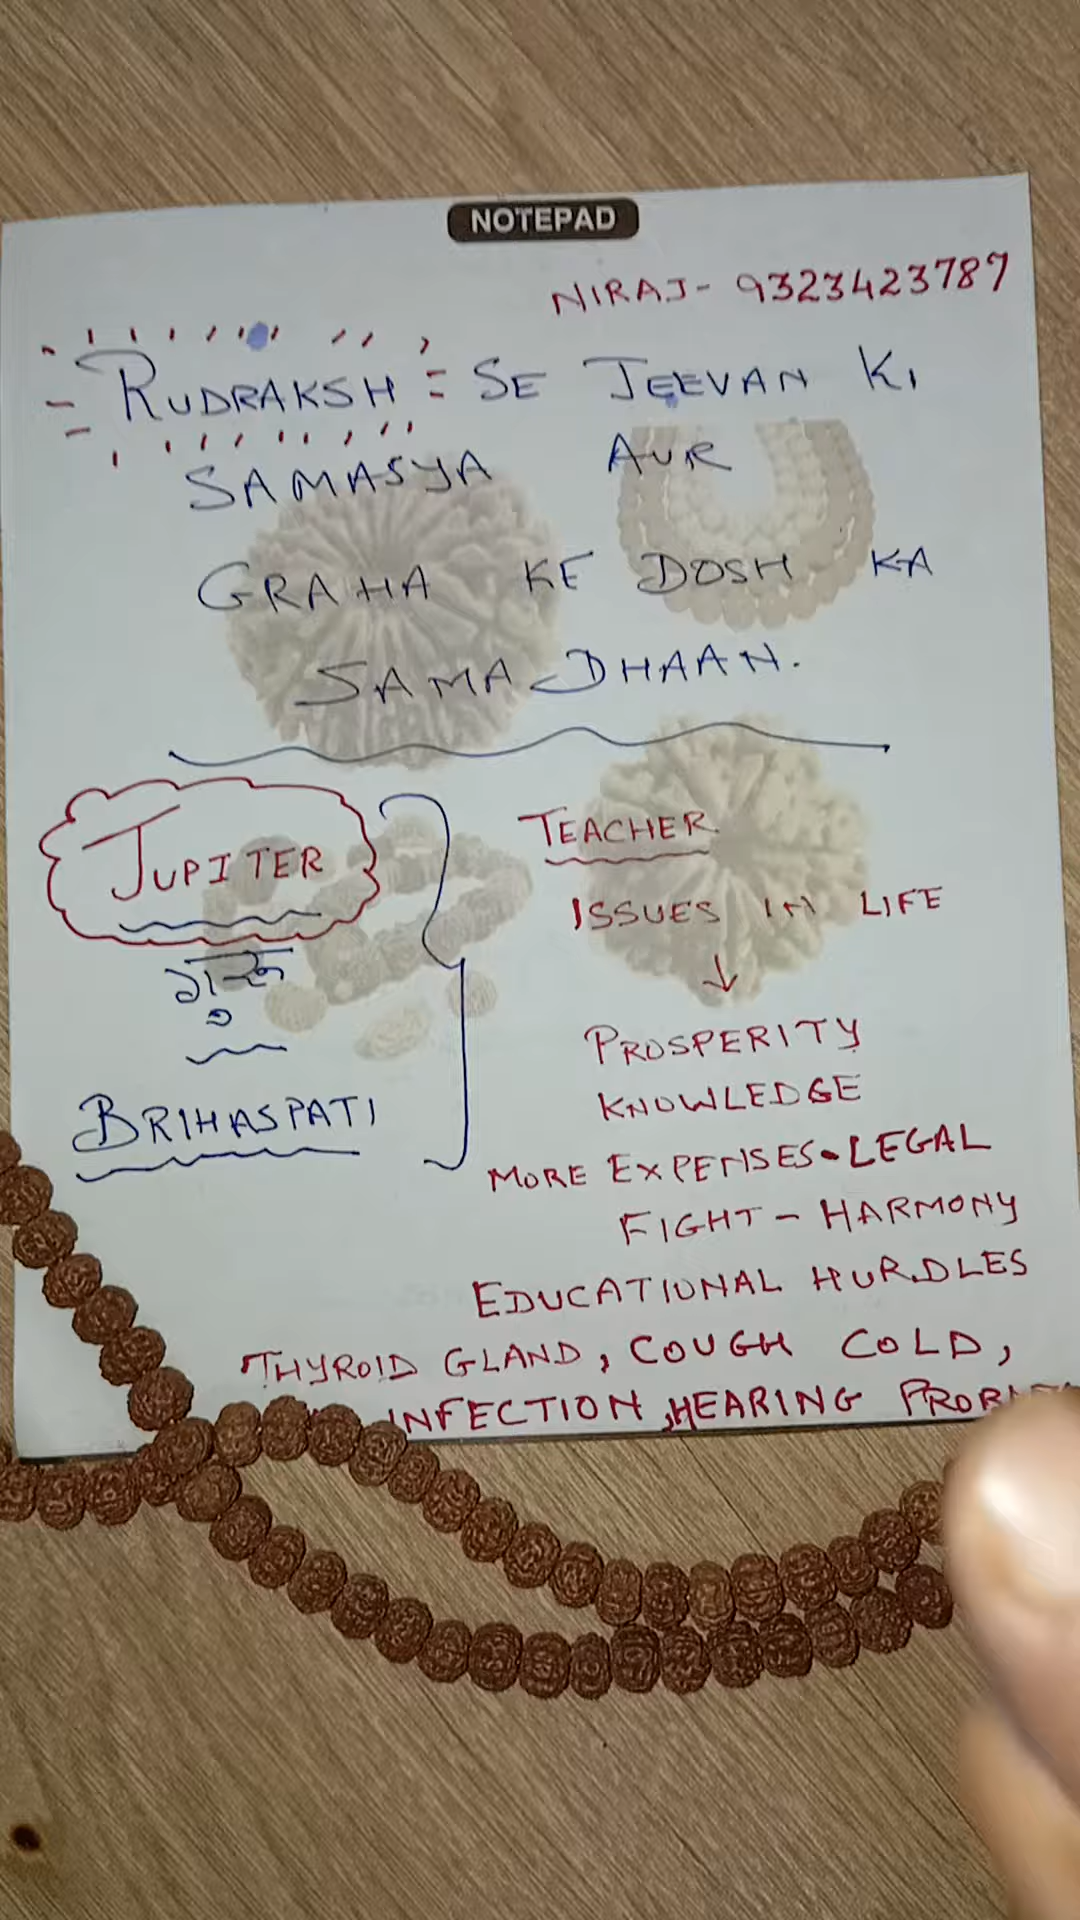 NOTEPAD
NIRAJ - 9323423787
RUDRAKSH = SE JEEVAN KI
SAMASYA AUR
GRAHA KE DOSH KA
SAMADHAAN.
JUPITER
गुरू
BRIHASPATI
TEACHER
ISSUES IN LIFE
↓
PROSPERITY
KNOWLEDGE
MORE EXPENSES - LEGAL
FIGHT - HARMONY
EDUCATIONAL HURDLES
THYROID GLAND, COUGH COLD,
INFECTION, HEARING